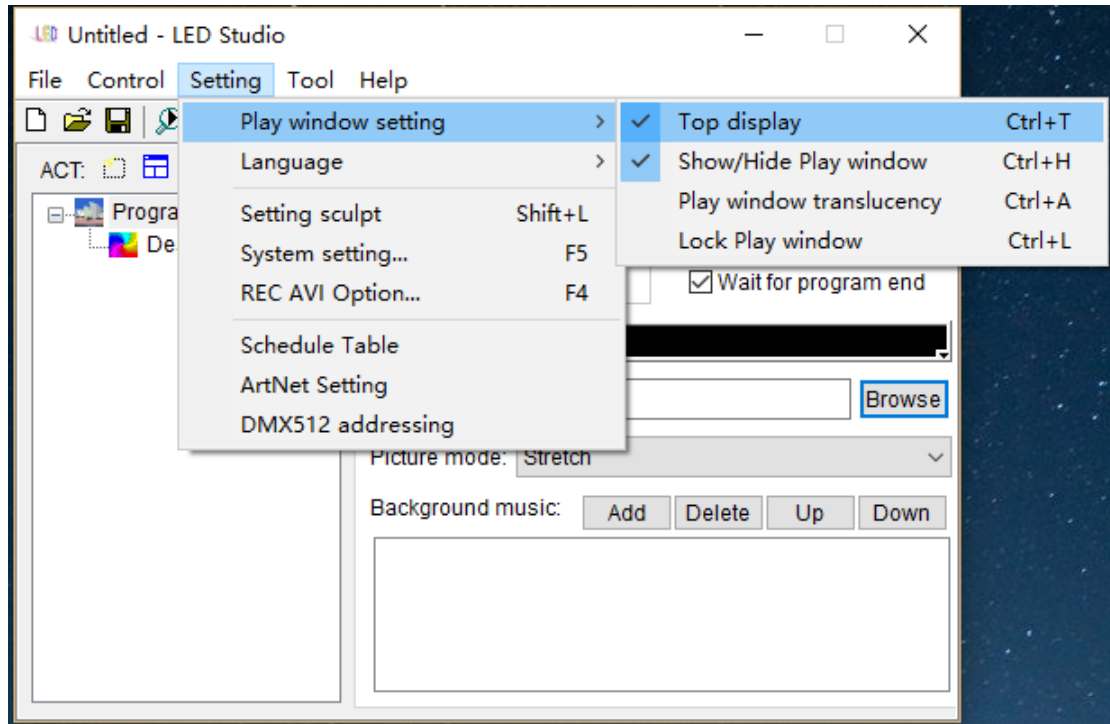 LED Untitled - LED Studio
File Control Setting Tool Help
ACT:
Progra
De
Play window setting
Language
Setting sculpt Shift+L
System setting... F5
REC AVI Option... F4
Schedule Table
ArtNet Setting
DMX512 addressing
Top display Ctrl+T
Show/Hide Play window Ctrl+H
Play window translucency Ctrl+A
Lock Play window Ctrl+L
Wait for program end
Browse
Picture mode: Stretch
Background music: Add Delete Up Down